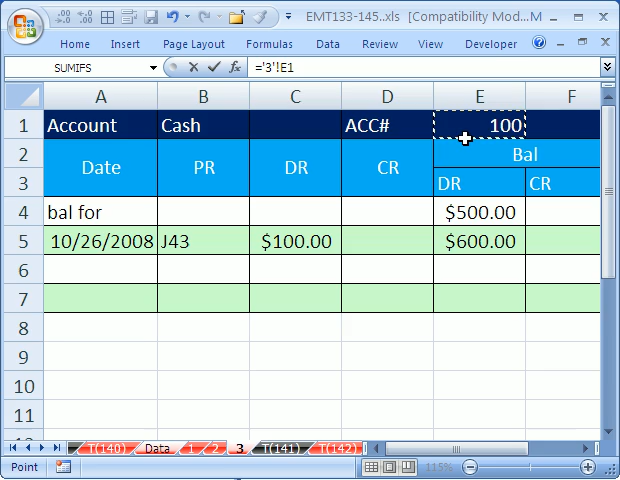 EMT133-145..xls [Compatibility Mod...M
Home Insert Page Layout Formulas Data Review View Developer
SUMIFS fx ='3'!E1
A B C D E F
1 Account Cash ACC# 100
2 Date PR DR CR Bal
3 DR CR
4 bal for $500.00
5 10/26/2008 J43 $100.00 $600.00
6
7
8
9
10
11
T(140) Data 1 2 3 T(141) T(142)
Point 115%